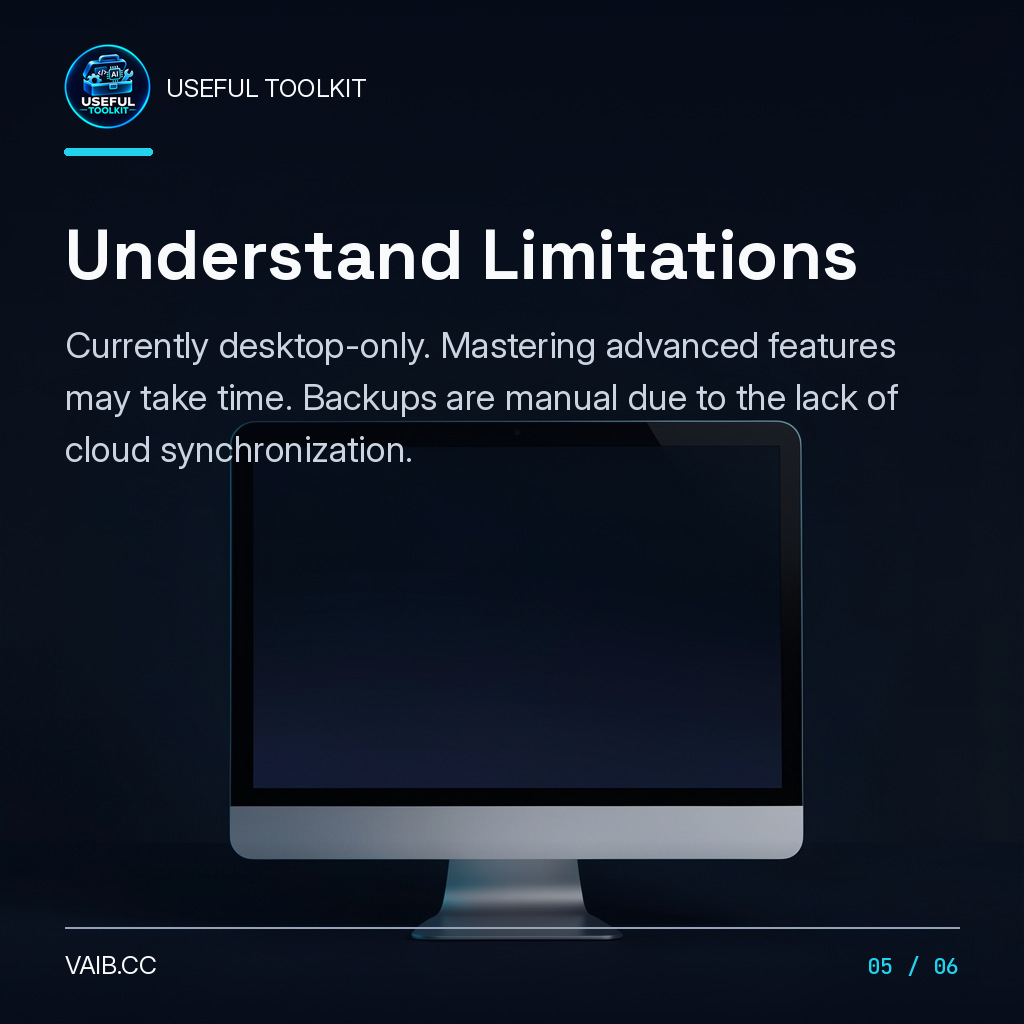 AI
USEFUL
TOOLKIT
USEFUL TOOLKIT
Understand Limitations
Currently desktop-only. Mastering advanced features
may take time. Backups are manual due to the lack of
cloud synchronization.
VAIB.CC
05 / 06